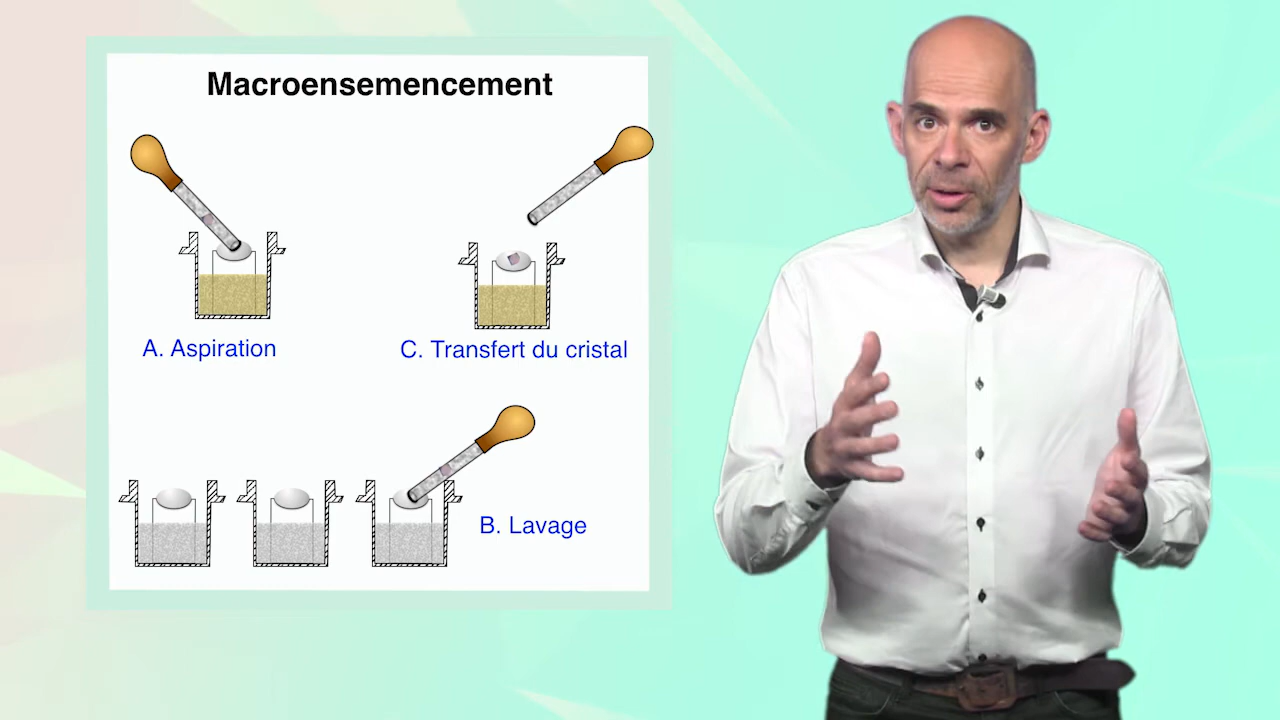 Macroensemencement
A. Aspiration
C. Transfert du cristal
B. Lavage